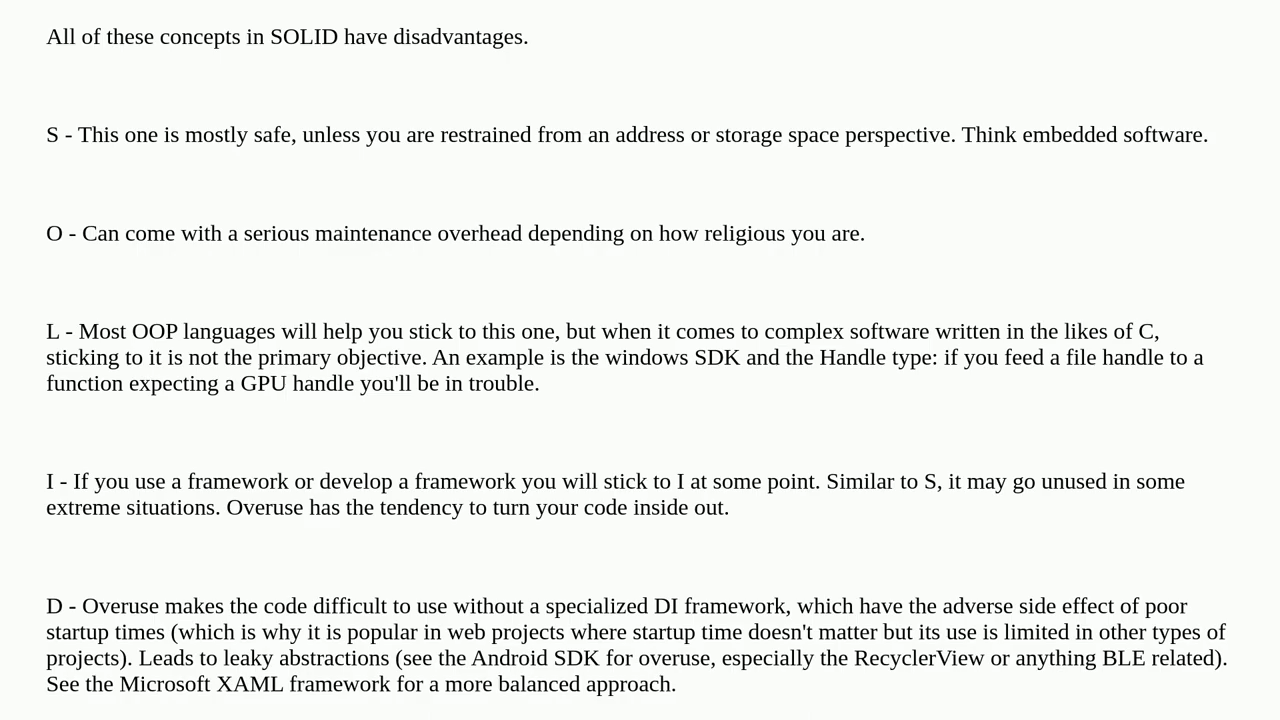 All of these concepts in SOLID have disadvantages.
S - This one is mostly safe, unless you are restrained from an address or storage space perspective. Think embedded software.
O - Can come with a serious maintenance overhead depending on how religious you are.
L - Most OOP languages will help you stick to this one, but when it comes to complex software written in the likes of C,
sticking to it is not the primary objective. An example is the windows SDK and the Handle type: if you feed a file handle to a
function expecting a GPU handle you'll be in trouble.
I - If you use a framework or develop a framework you will stick to I at some point. Similar to S, it may go unused in some
extreme situations. Overuse has the tendency to turn your code inside out.
D - Overuse makes the code difficult to use without a specialized DI framework, which have the adverse side effect of poor
startup times (which is why it is popular in web projects where startup time doesn't matter but its use is limited in other types of
projects). Leads to leaky abstractions (see the Android SDK for overuse, especially the RecyclerView or anything BLE related).
See the Microsoft XAML framework for a more balanced approach.